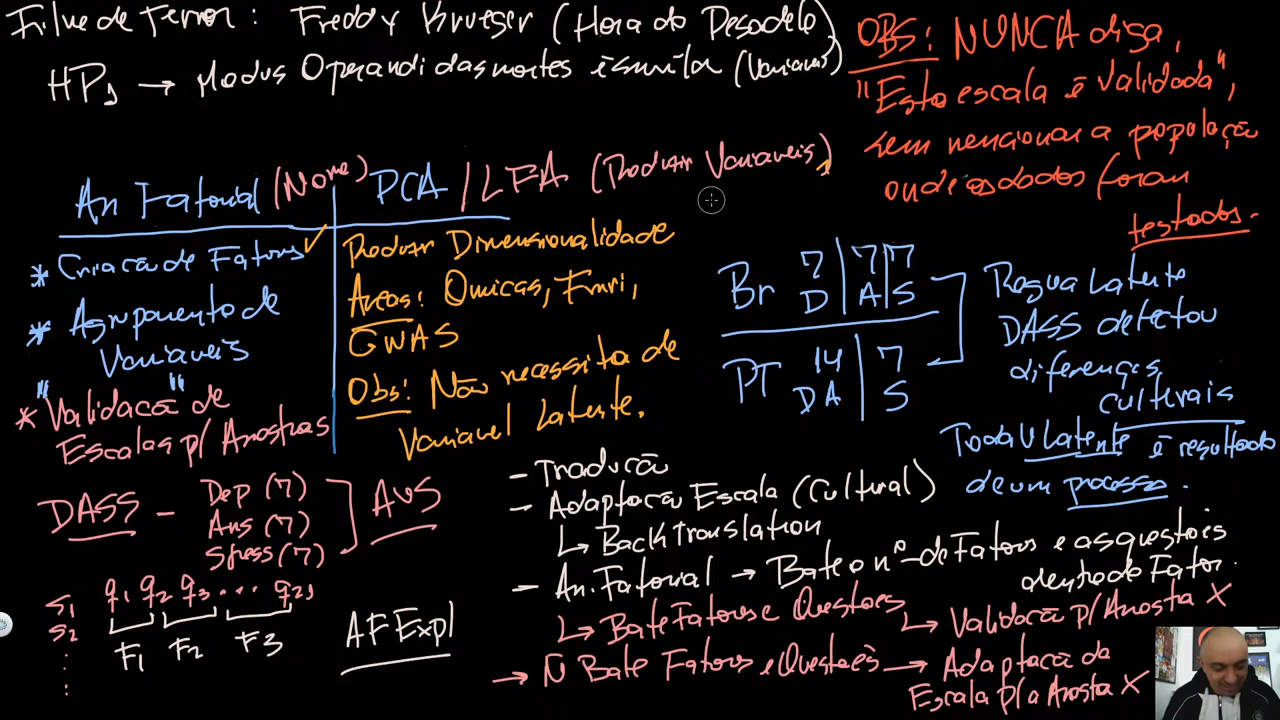 Filme de Terror: Freddy Krueger (Hora do Pesadelo)
HP1 → Modus Operandi das mortes é similar (Variáveis)
OBS: NUNCA diga,
"Esta escala é validada",
sem mencionar a população
onde os dados foram
testados.
An Fatorial (Nome)
* Criação de Fatores ✓
* Agrupamento de
Variáveis
* "Validação" de
Escalas p/ Amostras
PCA / LFA (Reduzir Variáveis)
Reduzir Dimensionalidade
Áreas: Ômicas, Fmri,
GWAS
Obs: Não necessita de
Variável Latente.
Br 7 D | 7 A | 7 S
PT 14 DA | 7 S
Regua Latente
DASS detectou
diferenças
culturais
Toda V Latente é resultado
de um processo.
DASS - Dep (7)
Ans (7)
Stress (7)
AVS
S1 q1 q2 q3 ... q21
S2
F1 F2 F3
AFExpl
- Tradução
- Adaptação Escala (Cultural)
↳ Back Translation
- An. Fatorial → Bate o nº de Fatores e as questões
dentro de Fator.
↳ Bate Fatores e Questões
↳ Validação p/ Amostra X
→ Ñ Bate Fatores e Questões → Adaptação da
Escala p/ a Amostra X